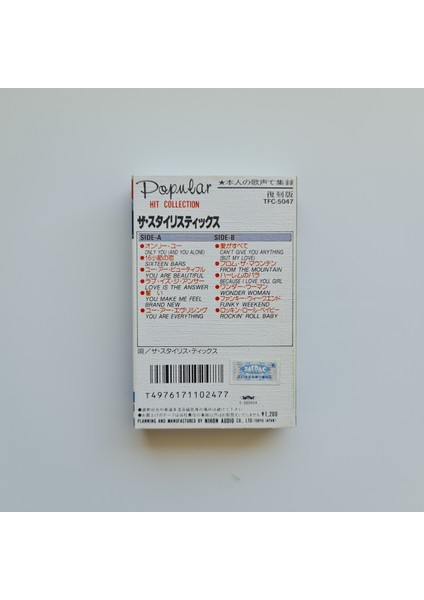 Popular
HIT COLLECTION
★本人の歌声で集録
復刻版
TFC-5047
ザ・スタイリスティックス
SIDE-A
●オンリー・ユー
ONLY YOU (AND YOU ALONE)
●16小節の恋
SIXTEEN BARS
●ユー・アー・ビューティフル
YOU ARE BEAUTIFUL
●ラブ・イズ・ジ・アンサー
LOVE IS THE ANSWER
●誓い
YOU MAKE ME FEEL
BRAND NEW
●ユー・アー・エヴリシング
YOU ARE EVERYTHING
SIDE-B
●愛がすべて
CAN'T GIVE YOU ANYTHING
(BUT MY LOVE)
●フロム・ザ・マウンテン
FROM THE MOUNTAIN
●ハーレムのバラ
BECAUSE I LOVE YOU, GIRL
●ワンダー・ウーマン
WONDER WOMAN
●ファンキー・ウィークエンド
FUNKY WEEKEND
●ロッキン・ロール・ベイビー
ROCKIN' ROLL BABY
唄/ザ・スタイリス・ティックス
T4976171102477
¥1,200
PLANNING AND MANUFACTURED BY NIHON AUDIO CO., LTD. (TOKYO JAPAN)